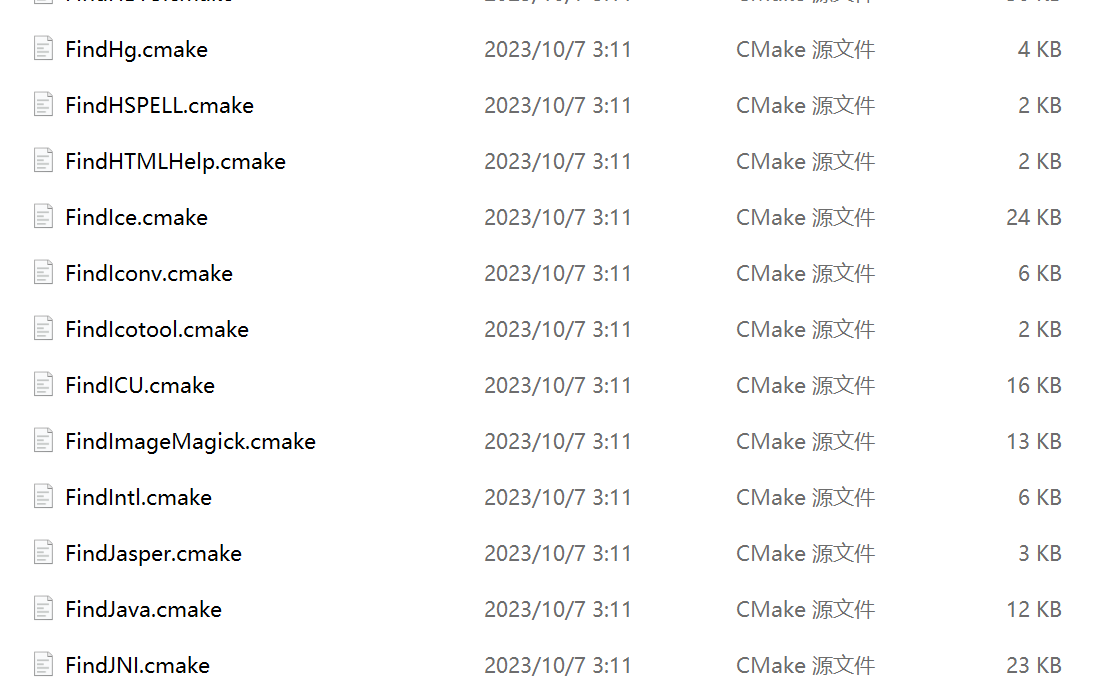 FindHg.cmake 2023/10/7 3:11 CMake 源文件 4 KB
FindHSPELL.cmake 2023/10/7 3:11 CMake 源文件 2 KB
FindHTMLHelp.cmake 2023/10/7 3:11 CMake 源文件 2 KB
FindIce.cmake 2023/10/7 3:11 CMake 源文件 24 KB
FindIconv.cmake 2023/10/7 3:11 CMake 源文件 6 KB
FindIcotool.cmake 2023/10/7 3:11 CMake 源文件 2 KB
FindICU.cmake 2023/10/7 3:11 CMake 源文件 16 KB
FindImageMagick.cmake 2023/10/7 3:11 CMake 源文件 13 KB
FindIntl.cmake 2023/10/7 3:11 CMake 源文件 6 KB
FindJasper.cmake 2023/10/7 3:11 CMake 源文件 3 KB
FindJava.cmake 2023/10/7 3:11 CMake 源文件 12 KB
FindJNI.cmake 2023/10/7 3:11 CMake 源文件 23 KB